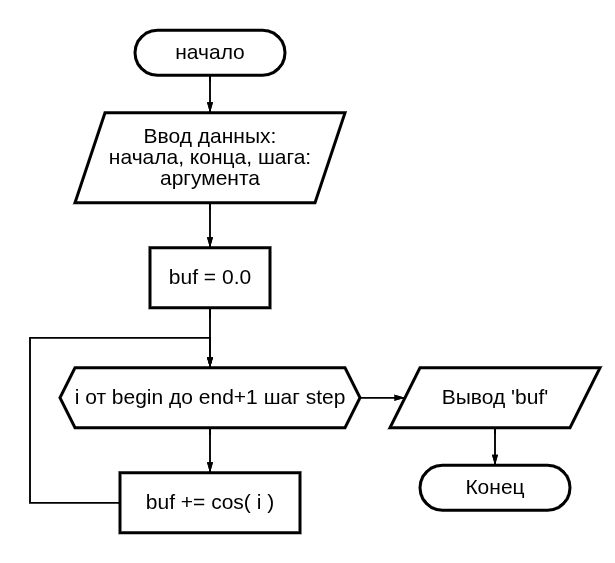 начало
Ввод данных:
начала, конца, шага:
аргумента
buf = 0.0
i от begin до end+1 шаг step
Вывод 'buf'
buf += cos( i )
Конец